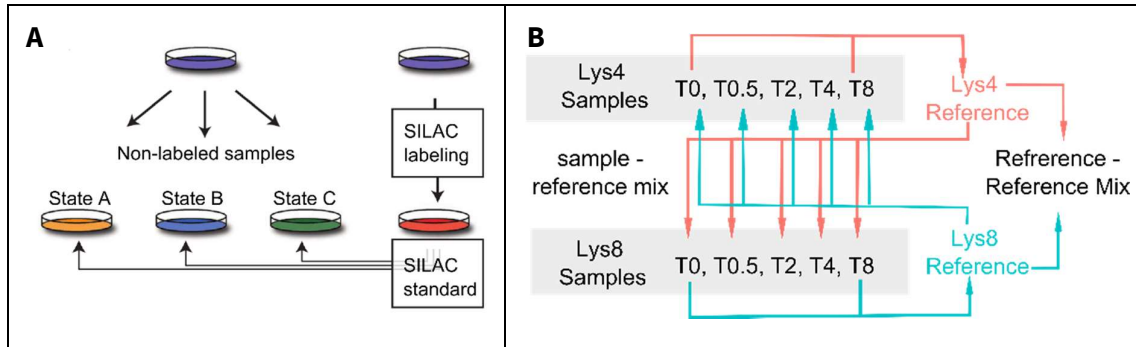 A
Non-labeled samples
State A
State B
State C
SILAC
labeling
SILAC
standard
B
Lys4
Samples
T0, T0.5, T2, T4, T8
Lys4
Reference
sample -
reference mix
Refrerence -
Reference Mix
Lys8
Samples
T0, T0.5, T2, T4, T8
Lys8
Reference